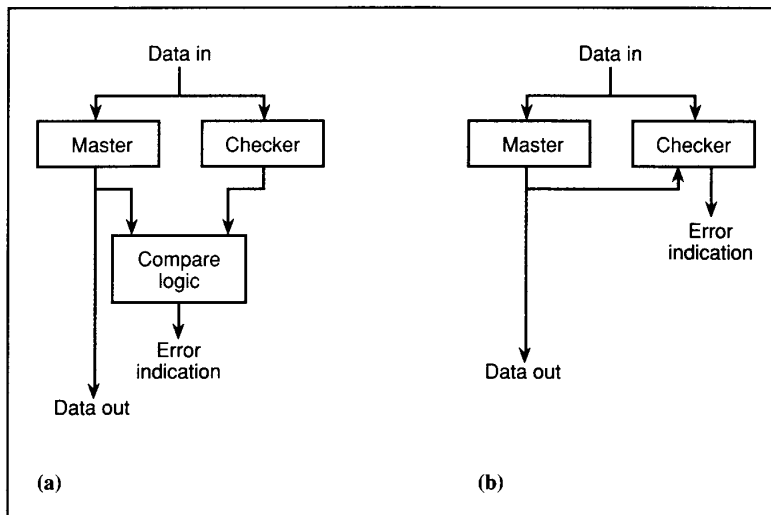 Data in
Master
Checker
Compare
logic
Error
indication
Data out
(a)
Data in
Master
Checker
Error
indication
Data out
(b)